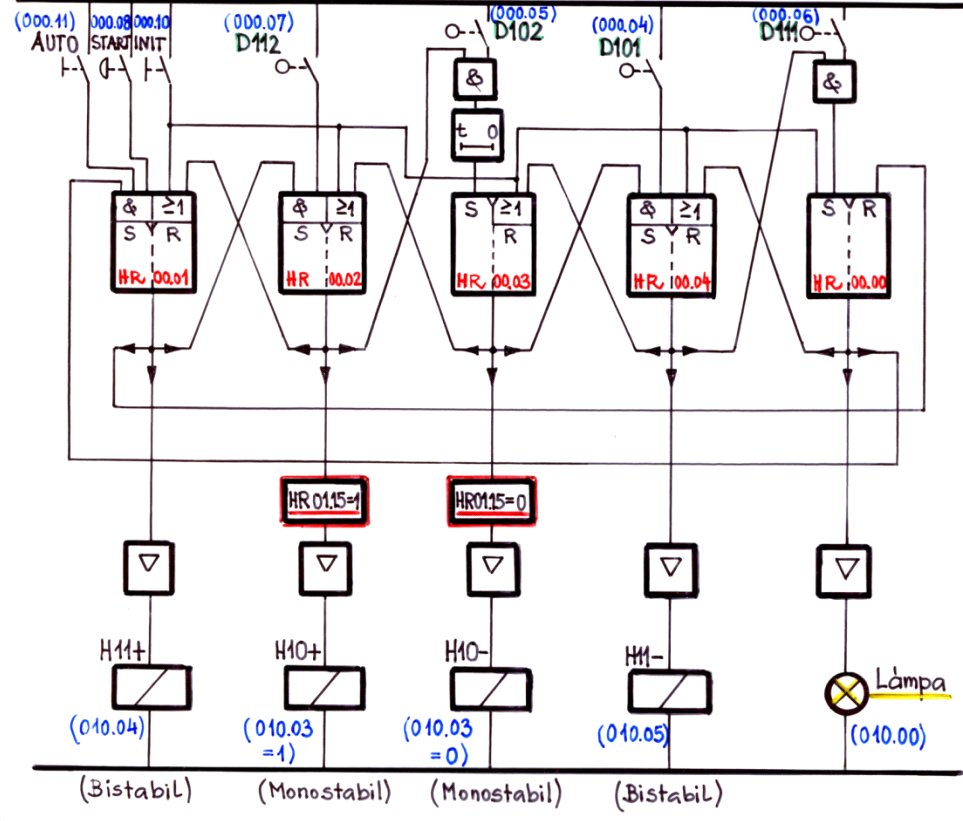 (000.11) 000.08 000.10 (000.07) (000.05) (000.04) (000.06)
AUTO START INIT D112 D102 D101 D111
& &
t 0
& ≥1 & ≥1 S ≥1 & ≥1 S R
S R S R R S R
HR 00.01 HR 00.02 HR 00.03 HR 00.04 HR 00.00
HR 01.15=1 HR01.15=0
H11+ H10+ H10- H11- Lámpa
(010.04) (010.03 =1) (010.03 =0) (010.05) (010.00)
(Bistabil) (Monostabil) (Monostabil) (Bistabil)